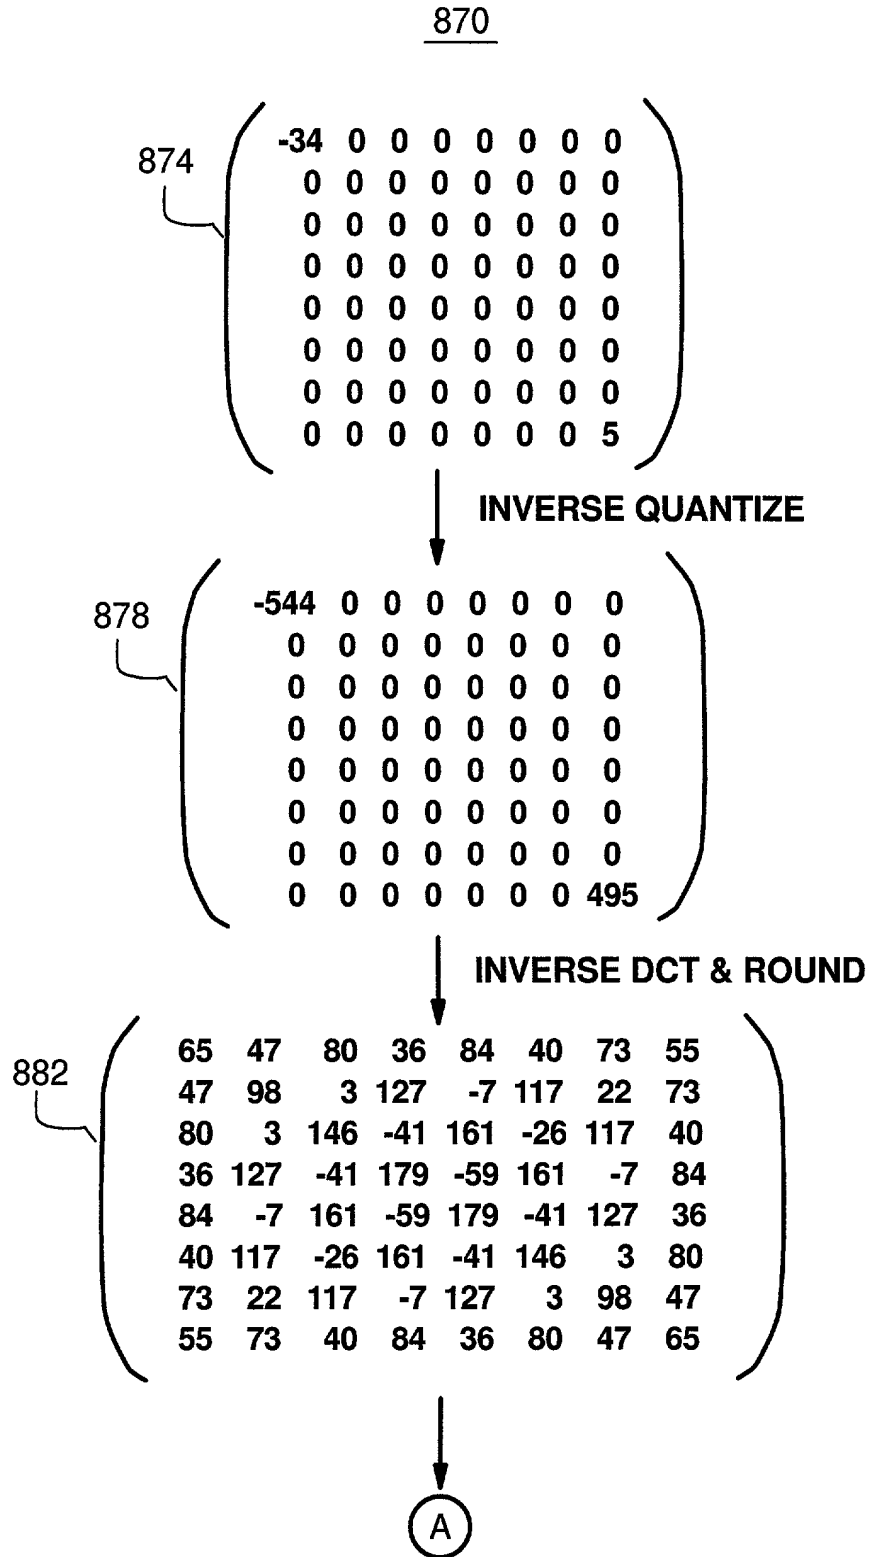 870
874
-34 0 0 0 0 0 0 0
0 0 0 0 0 0 0 0
0 0 0 0 0 0 0 0
0 0 0 0 0 0 0 0
0 0 0 0 0 0 0 0
0 0 0 0 0 0 0 0
0 0 0 0 0 0 0 0
0 0 0 0 0 0 0 5
INVERSE QUANTIZE
878
-544 0 0 0 0 0 0 0
0 0 0 0 0 0 0 0
0 0 0 0 0 0 0 0
0 0 0 0 0 0 0 0
0 0 0 0 0 0 0 0
0 0 0 0 0 0 0 0
0 0 0 0 0 0 0 0
0 0 0 0 0 0 0 495
INVERSE DCT & ROUND
882
65 47 80 36 84 40 73 55
47 98 3 127 -7 117 22 73
80 3 146 -41 161 -26 117 40
36 127 -41 179 -59 161 -7 84
84 -7 161 -59 179 -41 127 36
40 117 -26 161 -41 146 3 80
73 22 117 -7 127 3 98 47
55 73 40 84 36 80 47 65
A